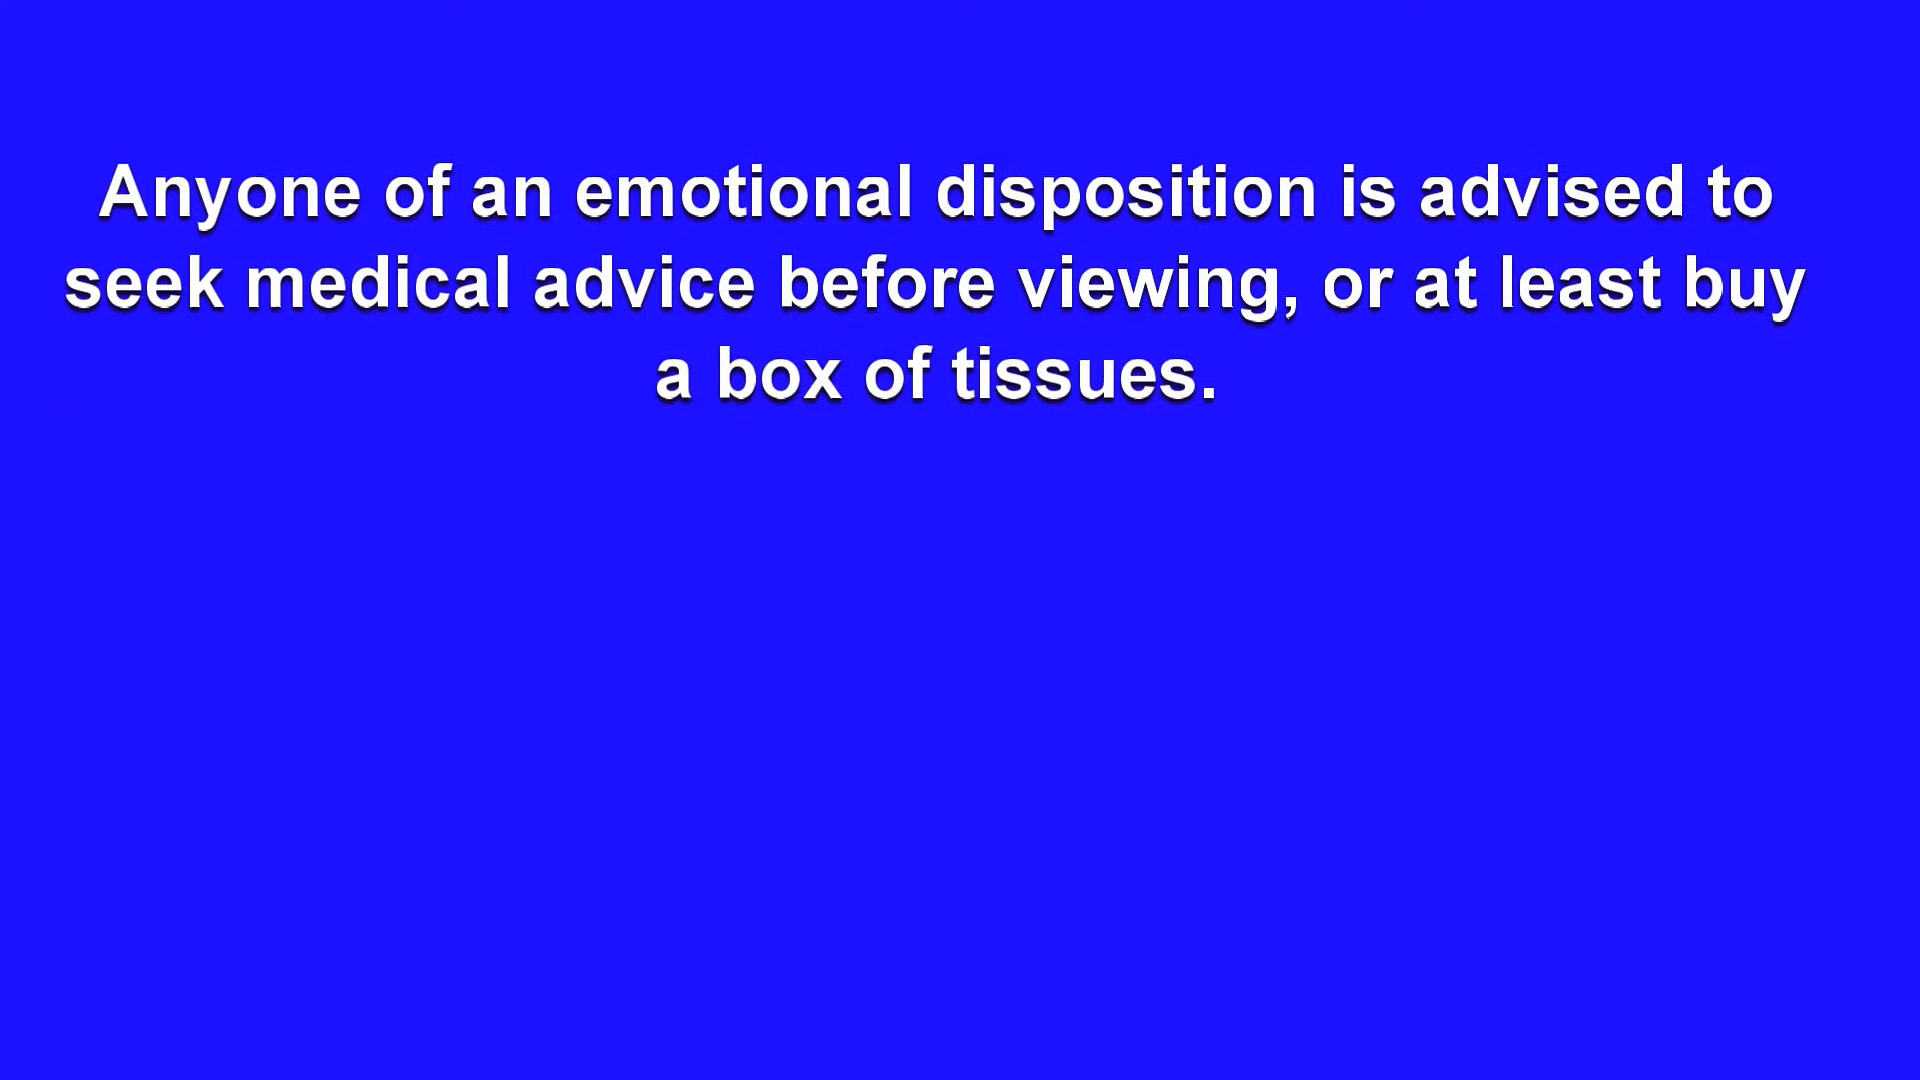 Anyone of an emotional disposition is advised to
seek medical advice before viewing, or at least buy
a box of tissues.